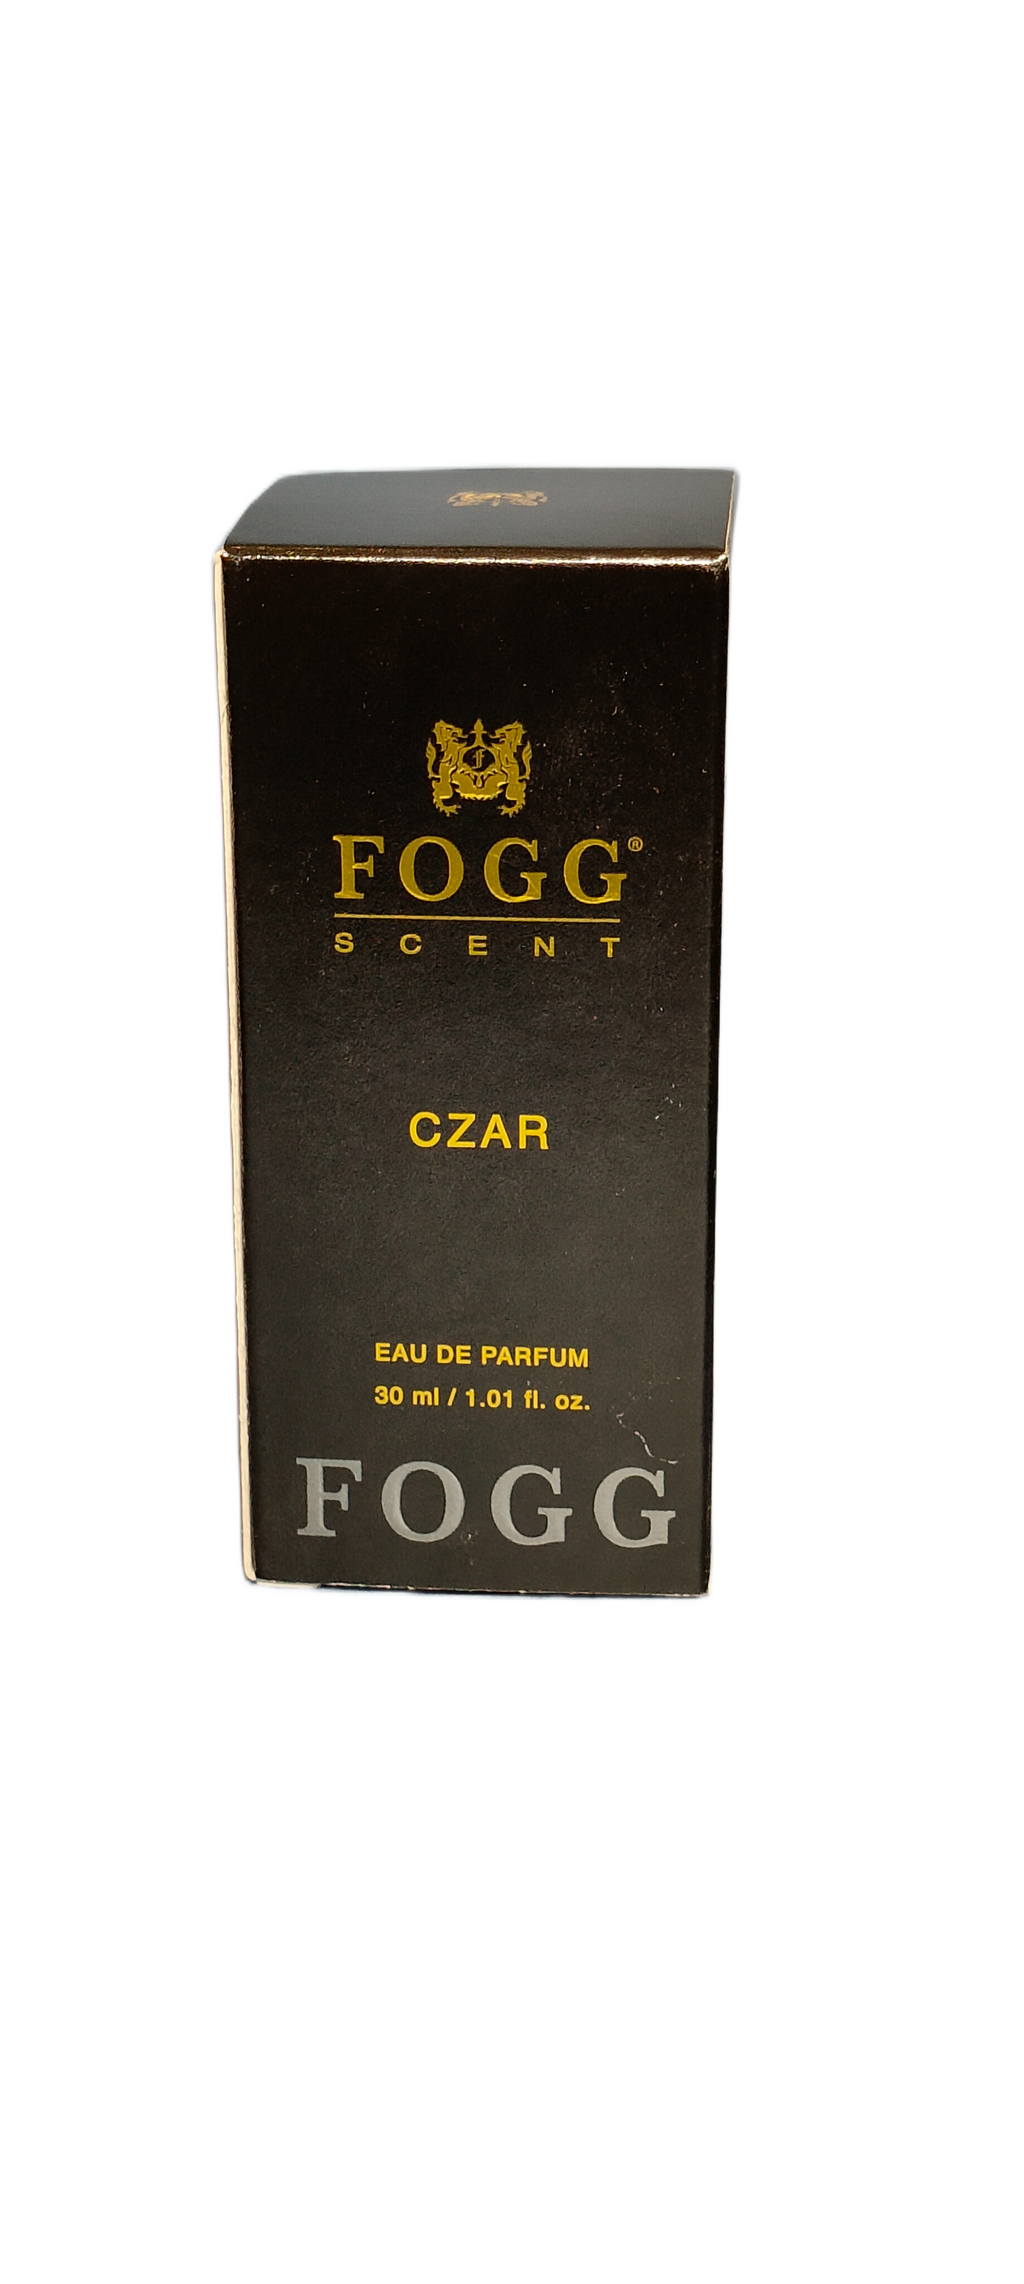 FOGG®
SCENT
CZAR
EAU DE PARFUM
30 ml / 1.01 fl. oz.
FOGG